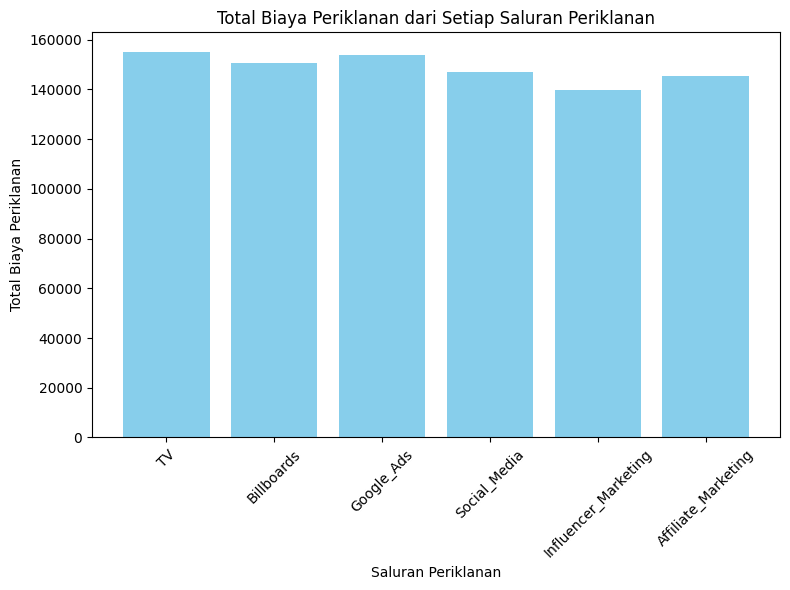 Total Biaya Periklanan dari Setiap Saluran Periklanan
Total Biaya Periklanan
160000
140000
120000
100000
80000
60000
40000
20000
0
TV
Billboards
Google_Ads
Social_Media
Influencer_Marketing
Affiliate_Marketing
Saluran Periklanan